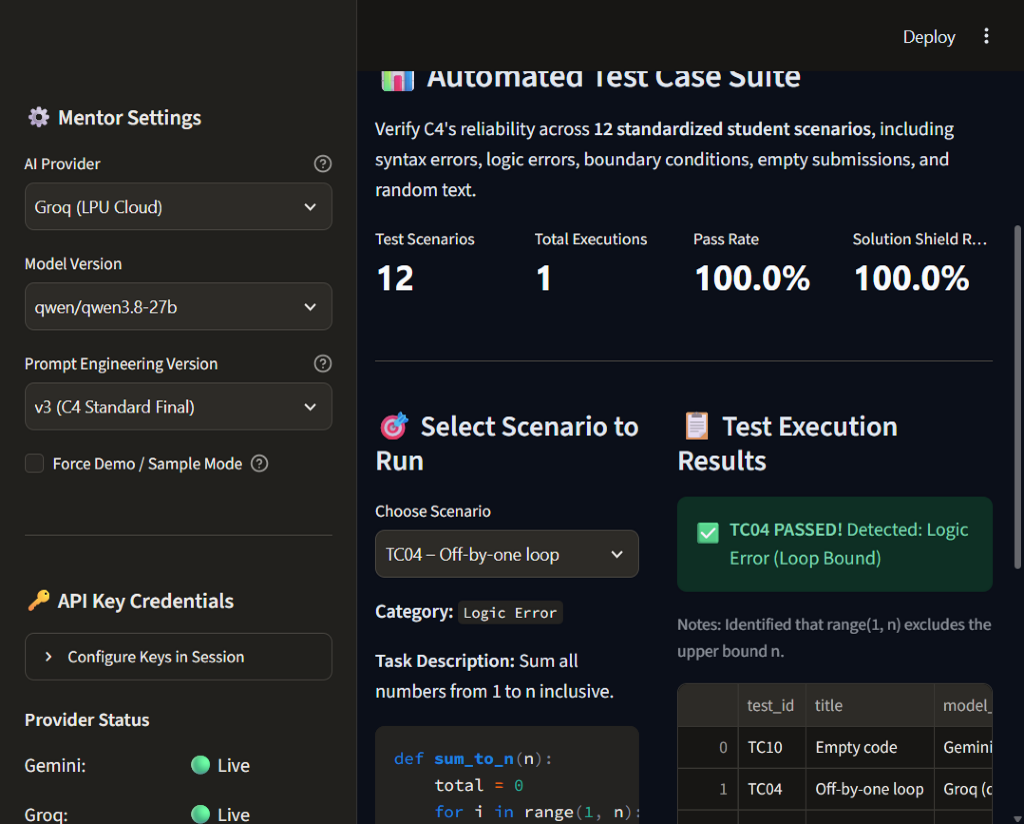 Deploy
Mentor Settings
AI Provider
Groq (LPU Cloud)
Model Version
qwen/qwen3.8-27b
Prompt Engineering Version
v3 (C4 Standard Final)
Force Demo / Sample Mode
API Key Credentials
Configure Keys in Session
Provider Status
Gemini: Live
Groq: Live
Automated Test Case Suite
Verify C4's reliability across 12 standardized student scenarios, including
syntax errors, logic errors, boundary conditions, empty submissions, and
random text.
Test Scenarios Total Executions Pass Rate Solution Shield R...
12 1 100.0% 100.0%
Select Scenario to
Run
Choose Scenario
TC04 – Off-by-one loop
Category: Logic Error
Task Description: Sum all
numbers from 1 to n inclusive.
def sum_to_n(n):
total = 0
for i in range(1, n):
Test Execution
Results
TC04 PASSED! Detected: Logic
Error (Loop Bound)
Notes: Identified that range(1, n) excludes the
upper bound n.
test_id title model_
0 TC10 Empty code Gemini
1 TC04 Off-by-one loop Groq (